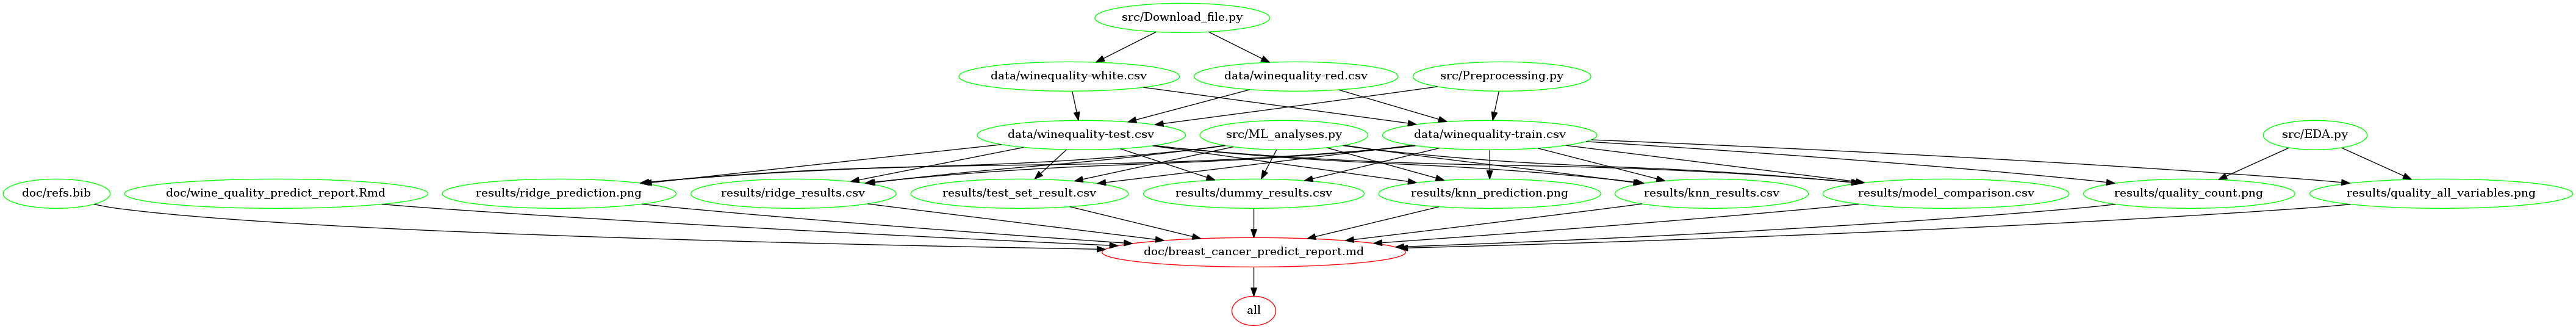 src/Download_file.py
data/winequality-white.csv
data/winequality-red.csv
src/Preprocessing.py
data/winequality-test.csv
src/ML_analyses.py
data/winequality-train.csv
src/EDA.py
doc/refs.bib
doc/wine_quality_predict_report.Rmd
results/ridge_prediction.png
results/ridge_results.csv
results/test_set_result.csv
results/dummy_results.csv
results/knn_prediction.png
results/knn_results.csv
results/model_comparison.csv
results/quality_count.png
results/quality_all_variables.png
doc/breast_cancer_predict_report.md
all